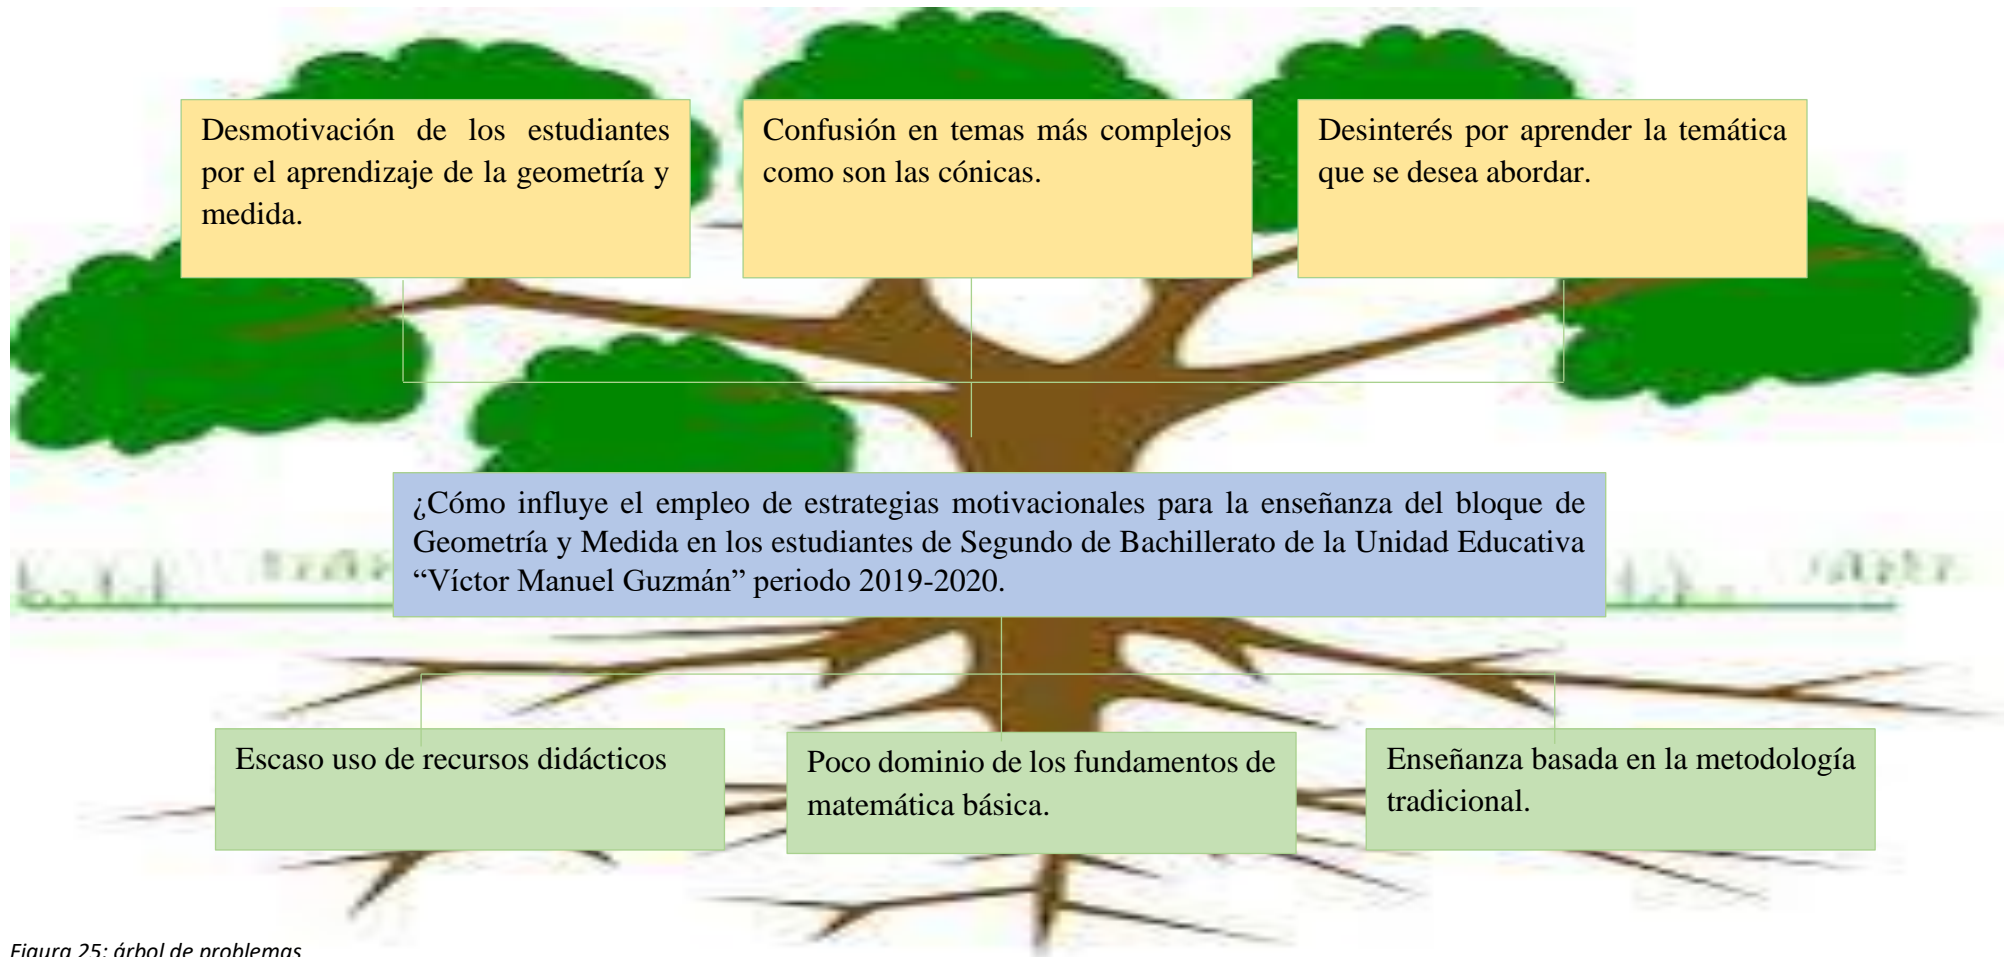 Desmotivación de los estudiantes
por el aprendizaje de la geometría y
medida.
Confusión en temas más complejos
como son las cónicas.
Desinterés por aprender la temática
que se desea abordar.
¿Cómo influye el empleo de estrategias motivacionales para la enseñanza del bloque de
Geometría y Medida en los estudiantes de Segundo de Bachillerato de la Unidad Educativa
“Víctor Manuel Guzmán” periodo 2019-2020.
Escaso uso de recursos didácticos
Poco dominio de los fundamentos de
matemática básica.
Enseñanza basada en la metodología
tradicional.
Figura 25: árbol de problemas